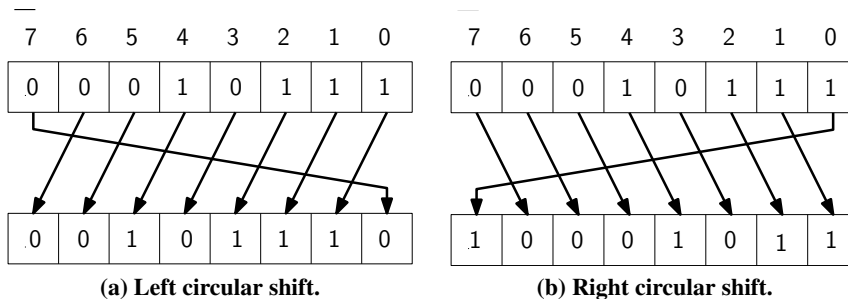 7 6 5 4 3 2 1 0
0 0 0 1 0 1 1 1
0 0 1 0 1 1 1 0
(a) Left circular shift.
7 6 5 4 3 2 1 0
0 0 0 1 0 1 1 1
1 0 0 0 1 0 1 1
(b) Right circular shift.